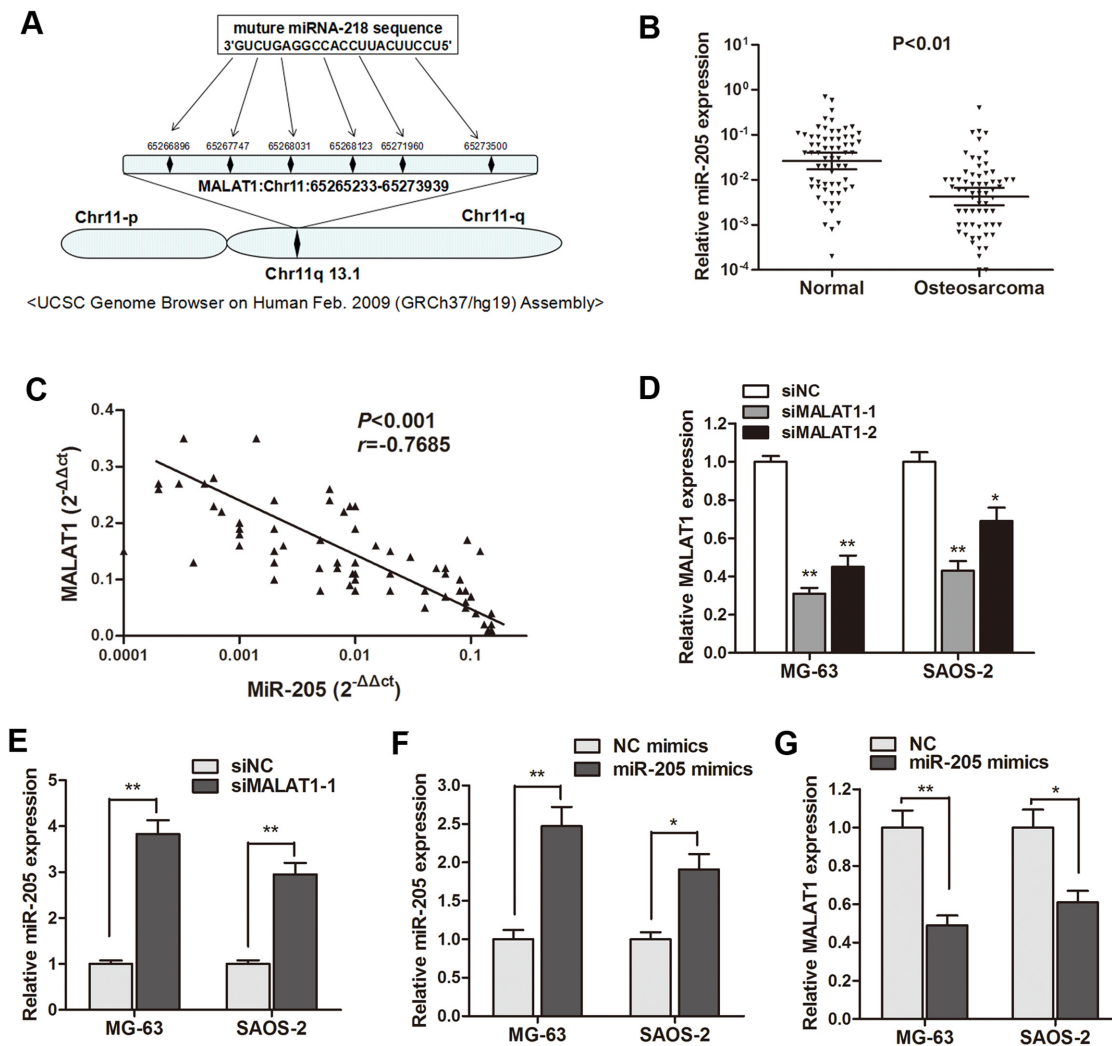 A
muture miRNA-218 sequence
3'GUCUGAGGCCACCUUACUUCCU5'
65266896 65267747 65268031 65268123 65271960 65273500
MALAT1:Chr11:65265233-65273939
Chr11-p Chr11-q
Chr11q 13.1
<UCSC Genome Browser on Human Feb. 2009 (GRCh37/hg19) Assembly>
B
P<0.01
Relative miR-205 expression
10¹
10⁰
10⁻¹
10⁻²
10⁻³
10⁻⁴
Normal Osteosarcoma
C
P<0.001
r=-0.7685
MALAT1 (2^-ΔΔct)
0.4
0.3
0.2
0.1
0.0
0.0001 0.001 0.01 0.1
MiR-205 (2^-ΔΔct)
D
siNC
siMALAT1-1
siMALAT1-2
Relative MALAT1 expression
1.2
1.0
0.8
0.6
0.4
0.2
0.0
** ** ** *
MG-63 SAOS-2
E
siNC
siMALAT1-1
Relative miR-205 expression
5
4
3
2
1
0
** **
MG-63 SAOS-2
F
NC mimics
miR-205 mimics
Relative miR-205 expression
3.0
2.5
2.0
1.5
1.0
0.5
0.0
** *
MG-63 SAOS-2
G
NC
miR-205 mimics
Relative MALAT1 expression
1.2
1.0
0.8
0.6
0.4
0.2
0.0
** *
MG-63 SAOS-2